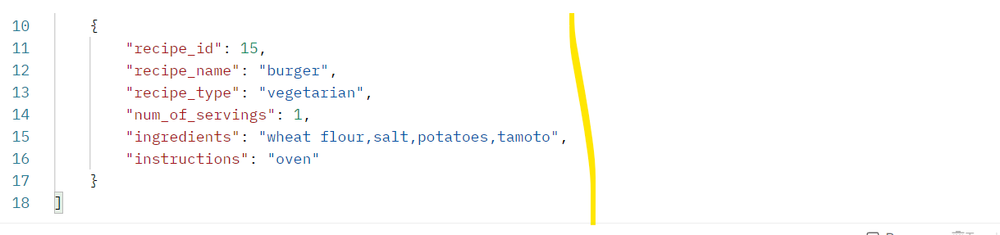 10 {
11 "recipe_id": 15,
12 "recipe_name": "burger",
13 "recipe_type": "vegetarian",
14 "num_of_servings": 1,
15 "ingredients": "wheat flour,salt,potatoes,tamoto",
16 "instructions": "oven"
17 }
18 ]